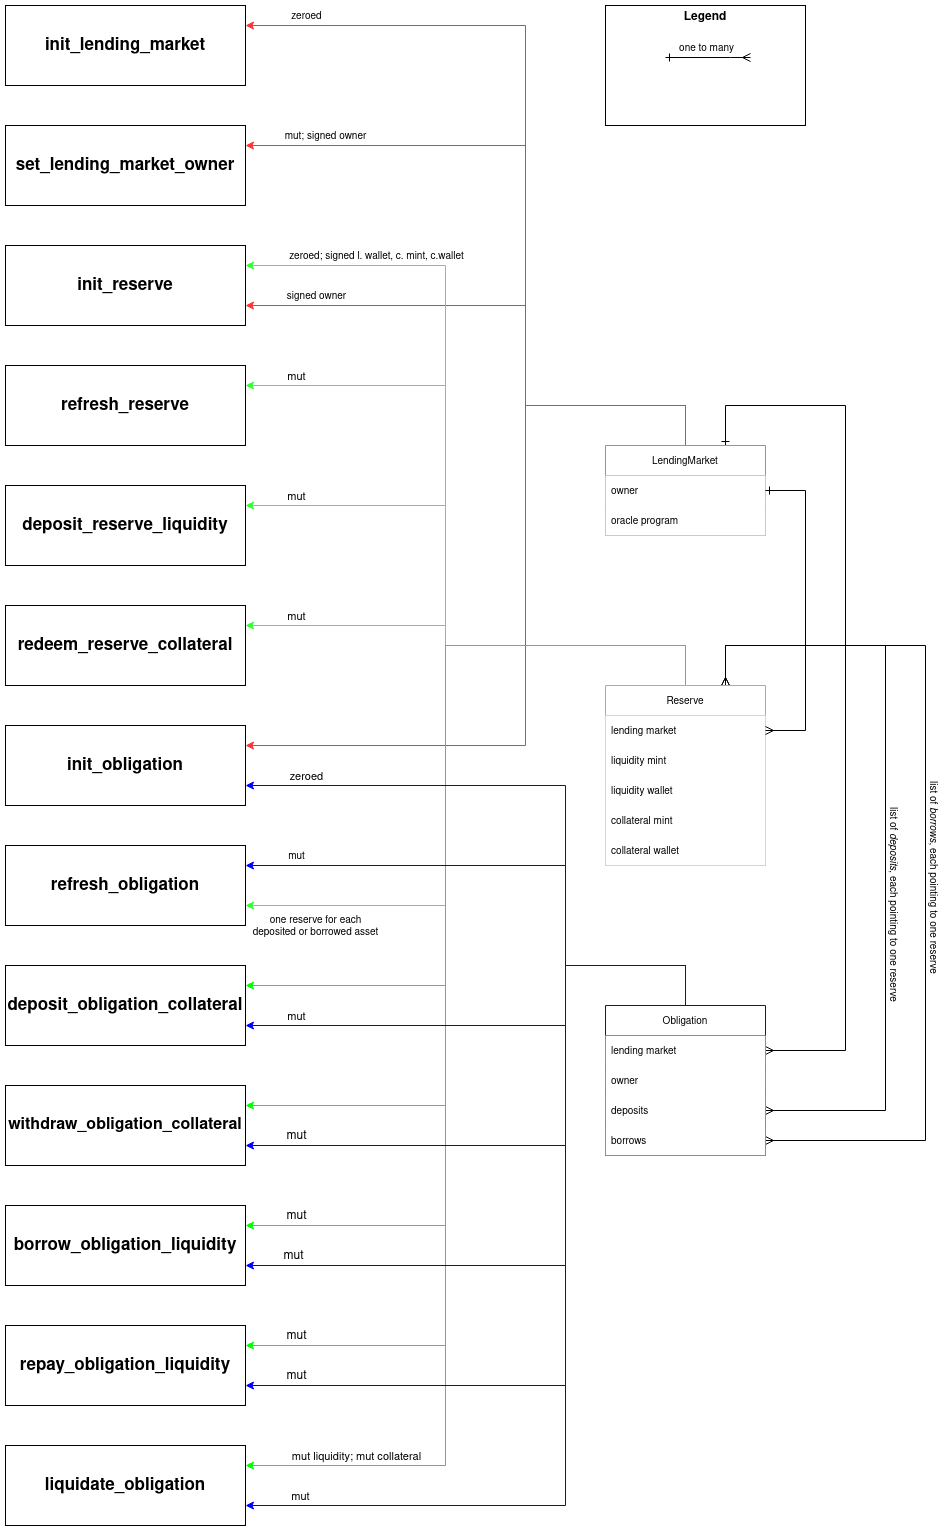 init_lending_market
zeroed
Legend
one to many
set_lending_market_owner
mut; signed owner
init_reserve
zeroed; signed l. wallet, c. mint, c.wallet
signed owner
refresh_reserve
mut
deposit_reserve_liquidity
mut
redeem_reserve_collateral
mut
init_obligation
zeroed
refresh_obligation
mut
one reserve for each
deposited or borrowed asset
deposit_obligation_collateral
mut
withdraw_obligation_collateral
mut
borrow_obligation_liquidity
mut
mut
repay_obligation_liquidity
mut
mut
liquidate_obligation
mut liquidity; mut collateral
mut
LendingMarket
owner
oracle program
Reserve
lending market
liquidity mint
liquidity wallet
collateral mint
collateral wallet
Obligation
lending market
owner
deposits
borrows
list of deposits, each pointing to one reserve
list of borrows, each pointing to one reserve